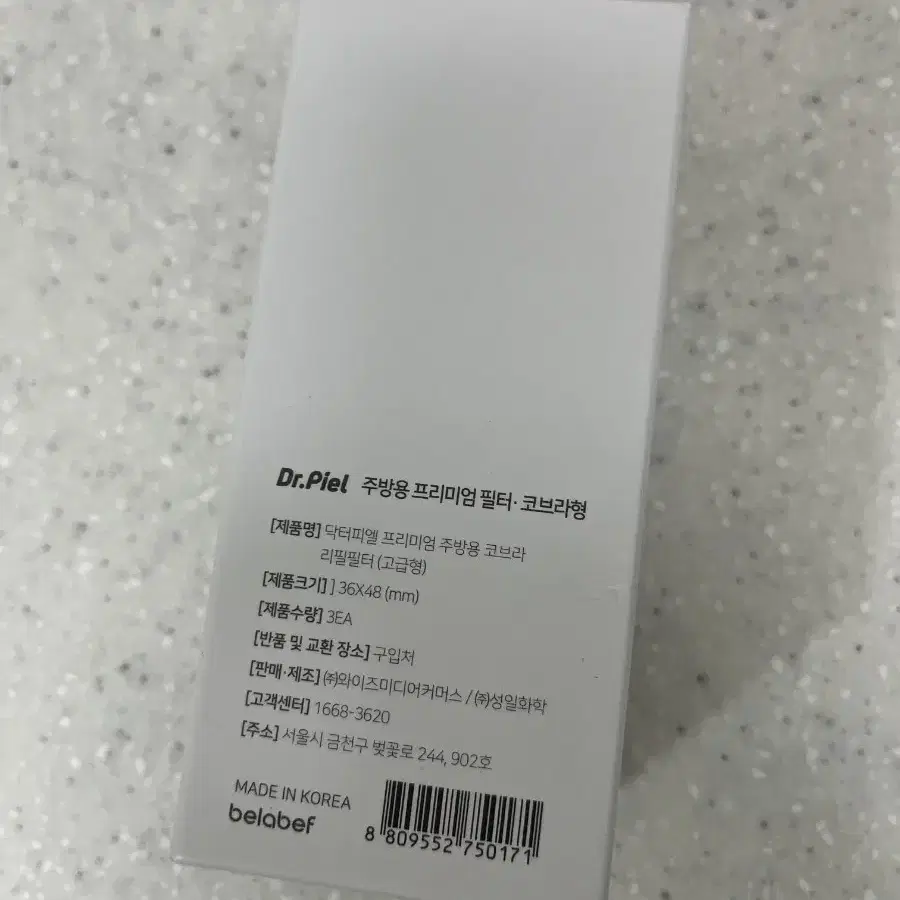 Dr.Piel 주방용 프리미엄 필터·코브라형
[제품명] 닥터피엘 프리미엄 주방용 코브라
리필필터 (고급형)
[제품크기] ] 36X48 (mm)
[제품수량] 3EA
[반품 및 교환 장소] 구입처
[판매·제조] ㈜와이즈미디어커머스 / ㈜성일화학
[고객센터] 1668-3620
[주소] 서울시 금천구 벚꽃로 244, 902호
MADE IN KOREA
belabef
8 809552 750171